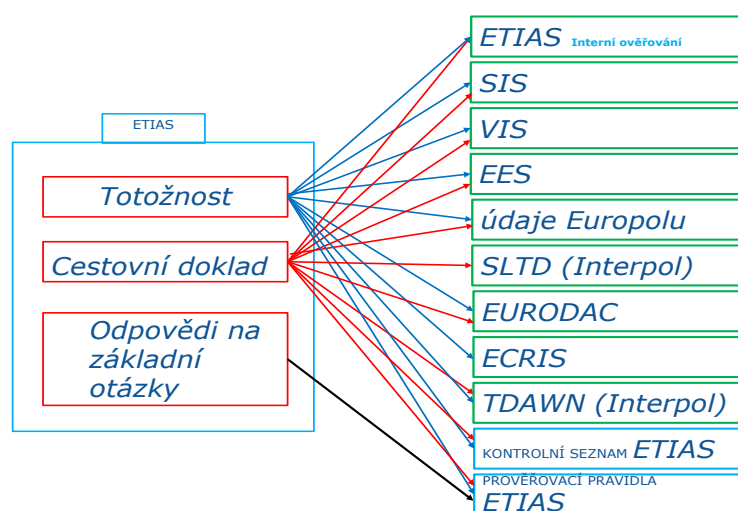 ETIAS
Totožnost
Cestovní doklad
Odpovědi na
základní
otázky
ETIAS Interní ověřování
SIS
VIS
EES
údaje Europolu
SLTD (Interpol)
EURODAC
ECRIS
TDAWN (Interpol)
KONTROLNÍ SEZNAM ETIAS
PROVĚŘOVACÍ PRAVIDLA
ETIAS